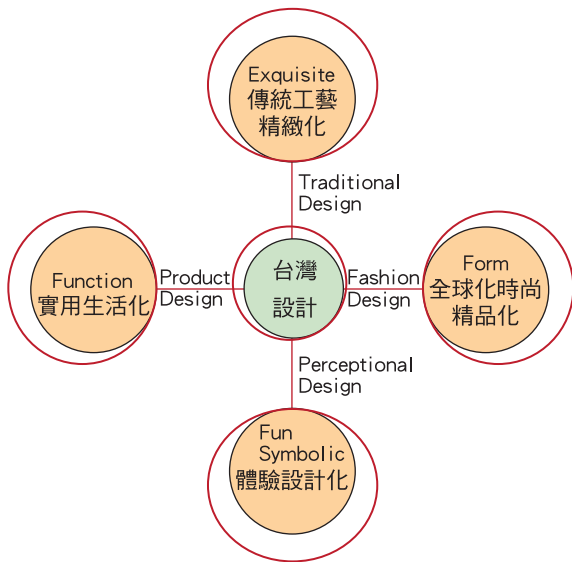 Exquisite
傳統工藝
精緻化
Traditional
Design
Function
實用生活化
Product
Design
台灣
設計
Fashion
Design
Form
全球化時尚
精品化
Perceptional
Design
Fun
Symbolic
體驗設計化